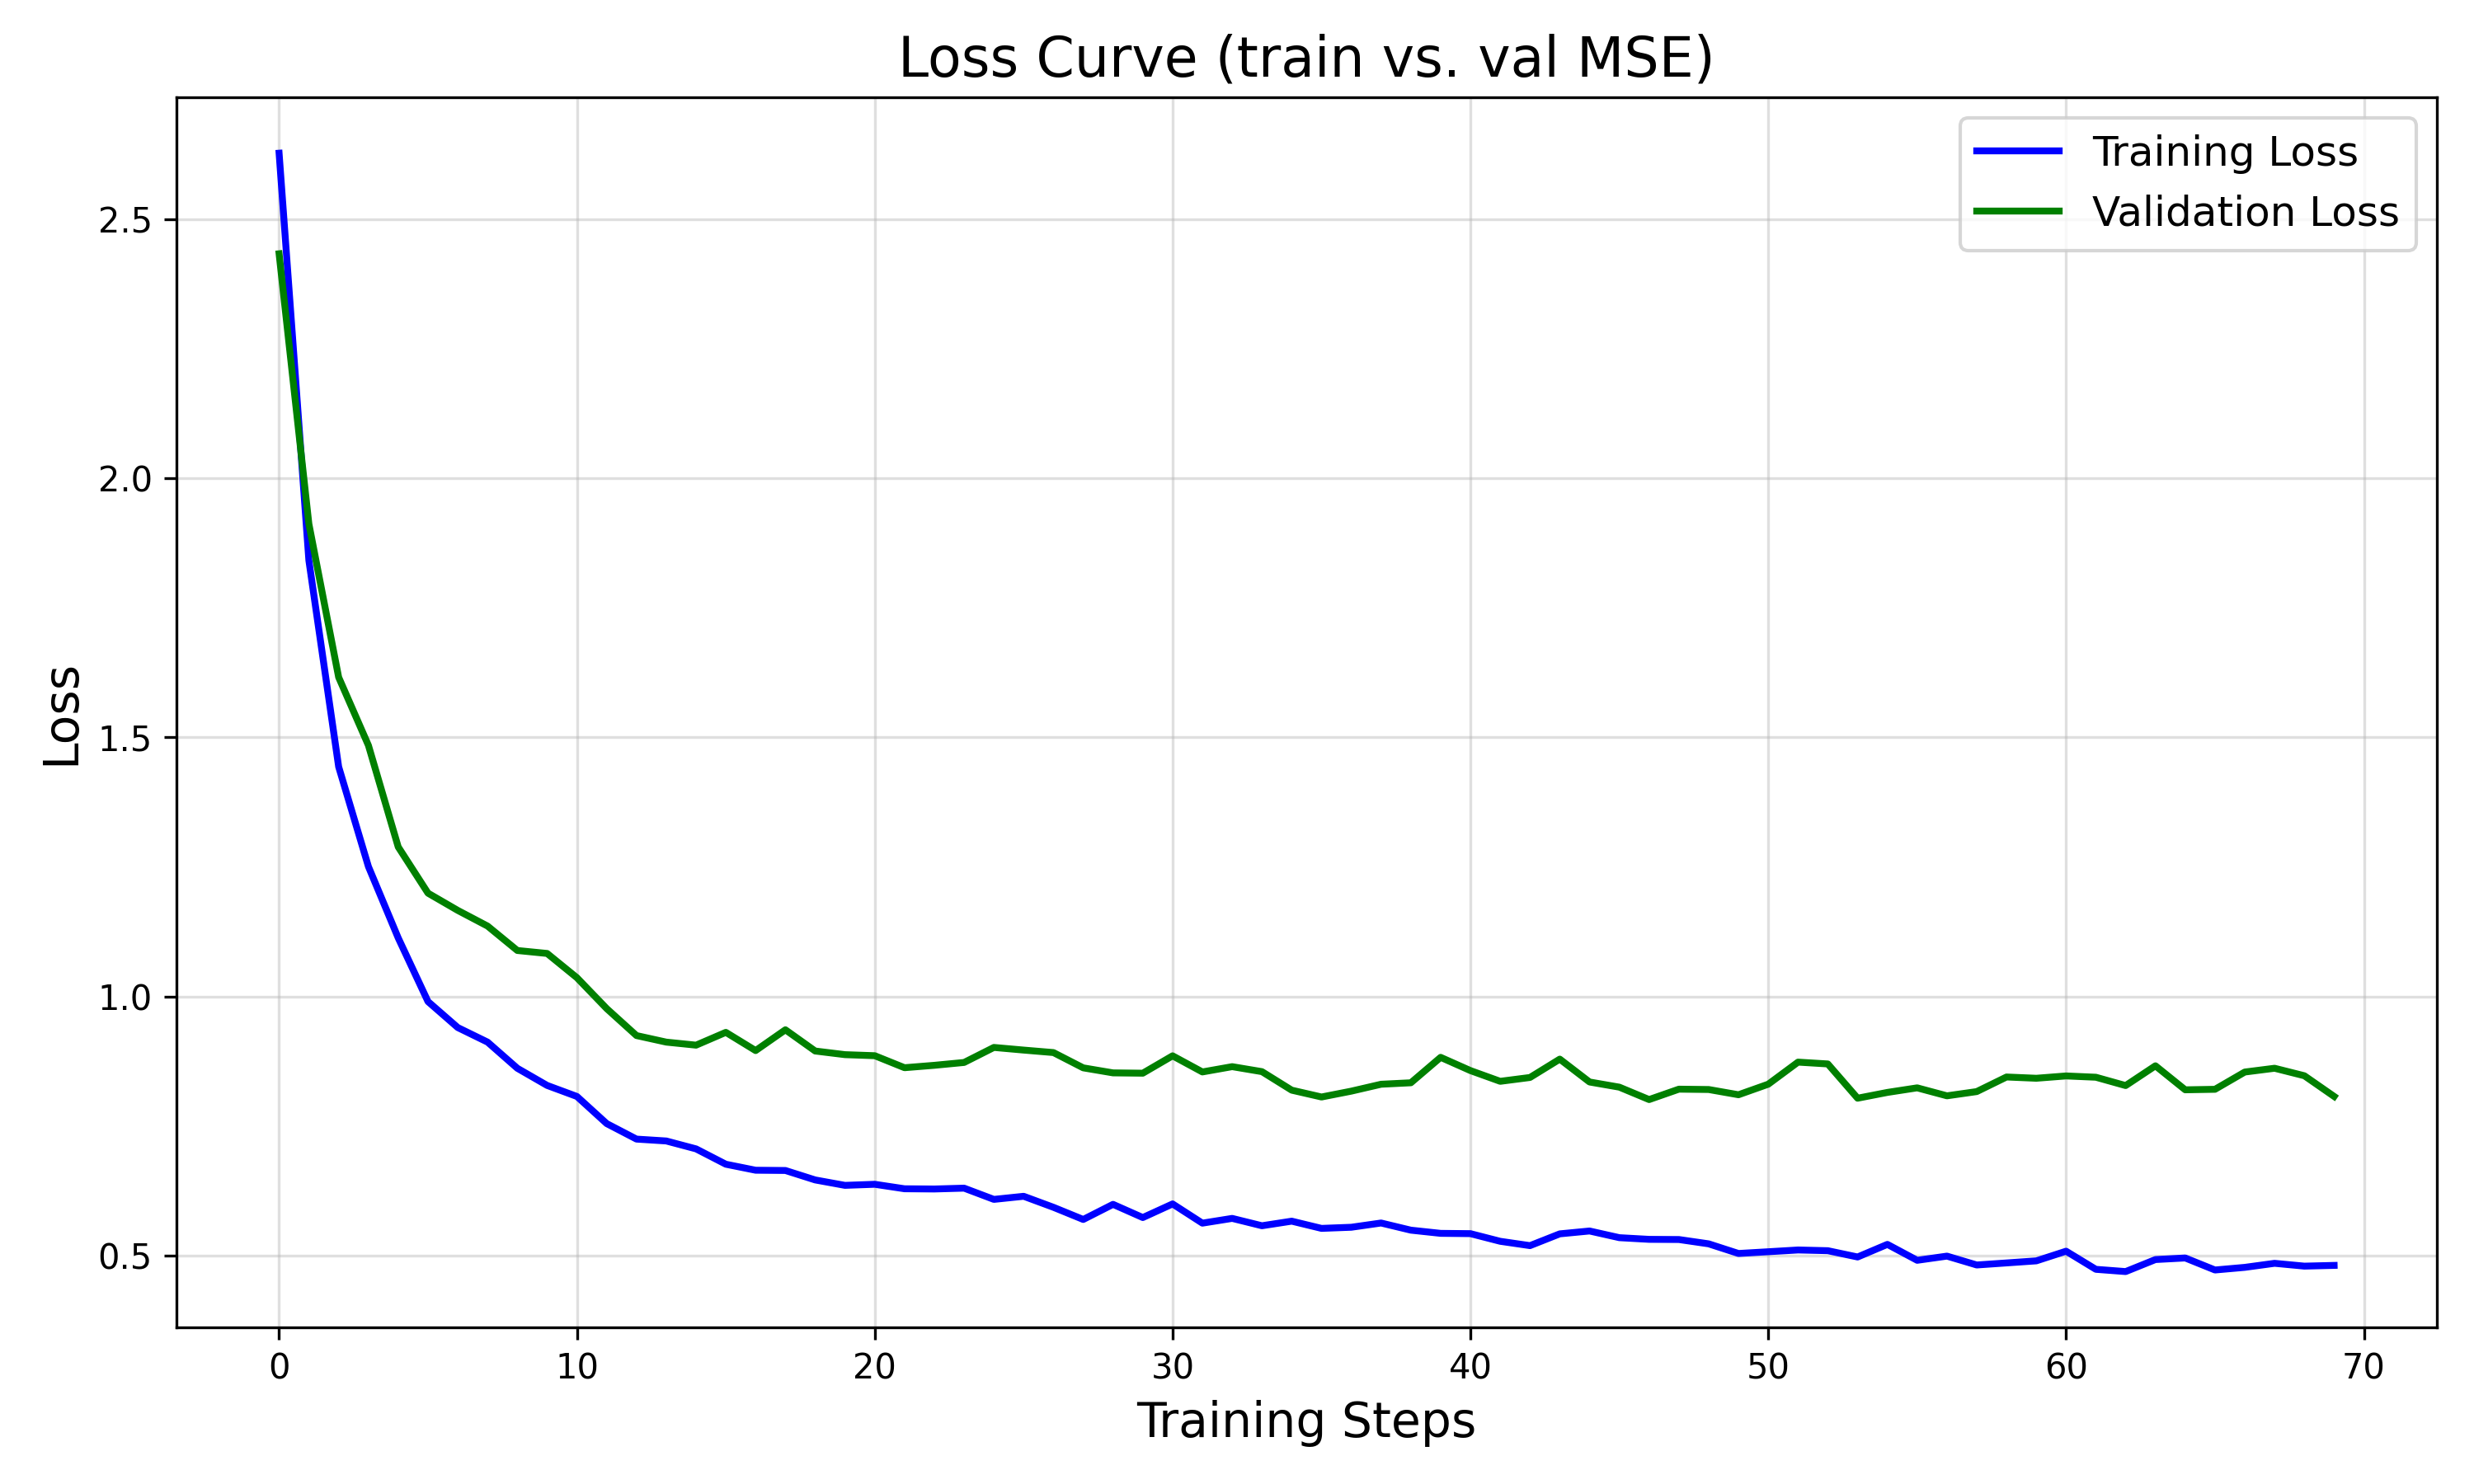 Loss Curve (train vs. val MSE)
Training Loss
Validation Loss
2.5
2.0
1.5
1.0
0.5
Loss
0 10 20 30 40 50 60 70
Training Steps